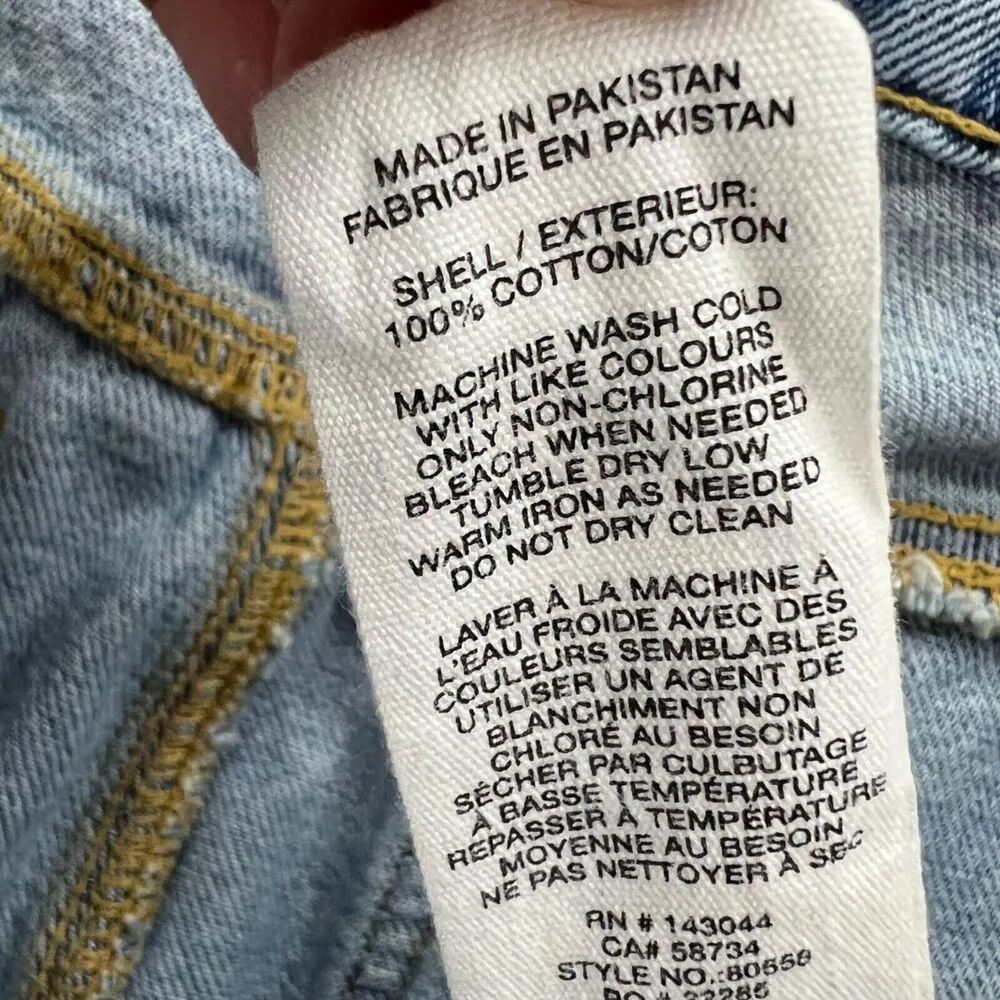 MADE IN PAKISTAN
FABRIQUE EN PAKISTAN
SHELL / EXTERIEUR:
100% COTTON/COTON
MACHINE WASH COLD
WITH LIKE COLOURS
ONLY NON-CHLORINE
BLEACH WHEN NEEDED
TUMBLE DRY LOW
WARM IRON AS NEEDED
DO NOT DRY CLEAN
LAVER À LA MACHINE À
L'EAU FROIDE AVEC DES
COULEURS SEMBLABLES
UTILISER UN AGENT DE
BLANCHIMENT NON
CHLORÉ AU BESOIN
SÉCHER PAR CULBUTAGE
À BASSE TEMPÉRATURE
REPASSER À TEMPÉRATURE
MOYENNE AU BESOIN
NE PAS NETTOYER À SEC
RN # 143044
CA# 58734
STYLE NO.: